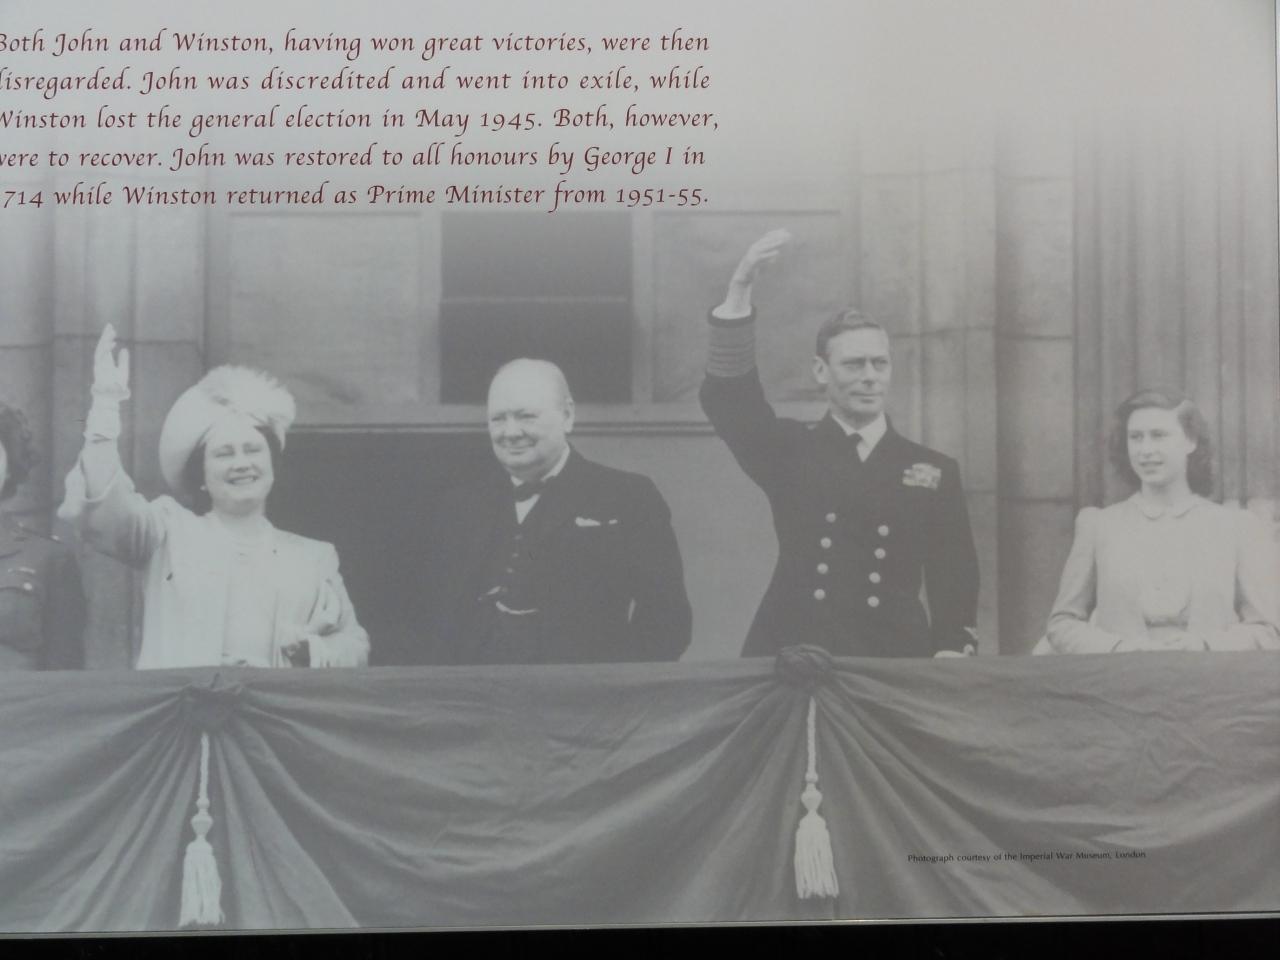 Both John and Winston, having won great victories, were then
disregarded. John was discredited and went into exile, while
Winston lost the general election in May 1945. Both, however,
were to recover. John was restored to all honours by George I in
1714 while Winston returned as Prime Minister from 1951-55.
Photograph courtesy of the Imperial War Museum, London